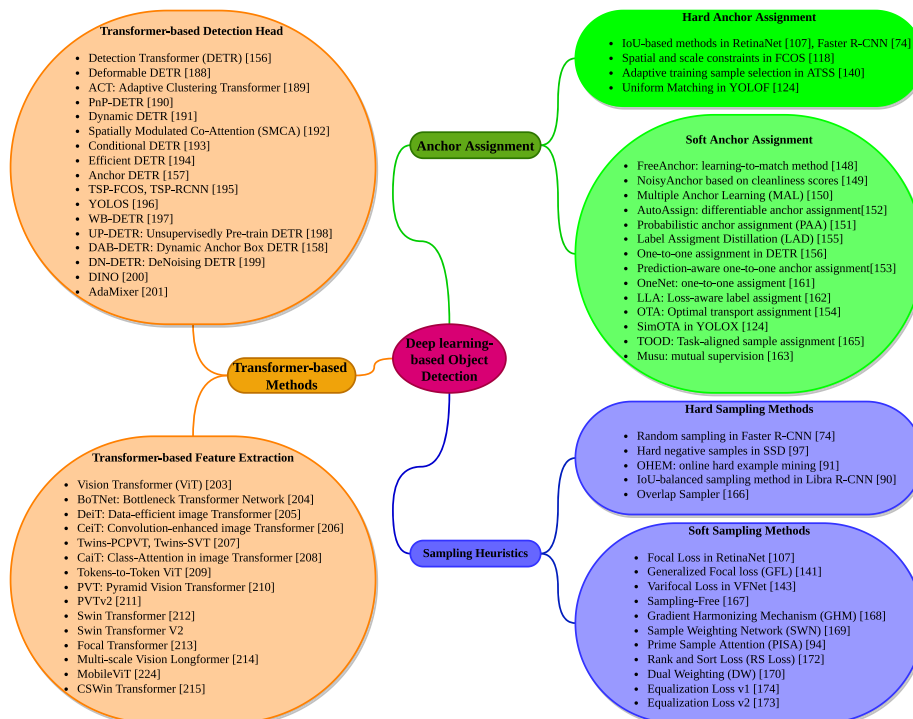 Transformer-based Detection Head
• Detection Transformer (DETR) [156]
• Deformable DETR [188]
• ACT: Adaptive Clustering Transformer [189]
• PnP-DETR [190]
• Dynamic DETR [191]
• Spatially Modulated Co-Attention (SMCA) [192]
• Conditional DETR [193]
• Efficient DETR [194]
• Anchor DETR [157]
• TSP-FCOS, TSP-RCNN [195]
• YOLOS [196]
• WB-DETR [197]
• UP-DETR: Unsupervisedly Pre-train DETR [198]
• DAB-DETR: Dynamic Anchor Box DETR [158]
• DN-DETR: DeNoising DETR [199]
• DINO [200]
• AdaMixer [201]
Transformer-based
Methods
Transformer-based Feature Extraction
• Vision Transformer (ViT) [203]
• BoTNet: Bottleneck Transformer Network [204]
• DeiT: Data-efficient image Transformer [205]
• CeiT: Convolution-enhanced image Transformer [206]
• Twins-PCPVT, Twins-SVT [207]
• CaiT: Class-Attention in image Transformer [208]
• Tokens-to-Token ViT [209]
• PVT: Pyramid Vision Transformer [210]
• PVTv2 [211]
• Swin Transformer [212]
• Swin Transformer V2
• Focal Transformer [213]
• Multi-scale Vision Longformer [214]
• MobileViT [224]
• CSWin Transformer [215]
Deep learning-
based Object
Detection
Anchor Assignment
Hard Anchor Assignment
• IoU-based methods in RetinaNet [107], Faster R-CNN [74]
• Spatial and scale constraints in FCOS [118]
• Adaptive training sample selection in ATSS [140]
• Uniform Matching in YOLOF [124]
Soft Anchor Assignment
• FreeAnchor: learning-to-match method [148]
• NoisyAnchor based on cleanliness scores [149]
• Multiple Anchor Learning (MAL) [150]
• AutoAssign: differentiable anchor assignment[152]
• Probabilistic anchor assignment (PAA) [151]
• Label Assigment Distillation (LAD) [155]
• One-to-one assignment in DETR [156]
• Prediction-aware one-to-one anchor assignment[153]
• OneNet: one-to-one assigment [161]
• LLA: Loss-aware label assigment [162]
• OTA: Optimal transport assignment [154]
• SimOTA in YOLOX [124]
• TOOD: Task-aligned sample assignment [165]
• Musu: mutual supervision [163]
Sampling Heuristics
Hard Sampling Methods
• Random sampling in Faster R-CNN [74]
• Hard negative samples in SSD [97]
• OHEM: online hard example mining [91]
• IoU-balanced sampling method in Libra R-CNN [90]
• Overlap Sampler [166]
Soft Sampling Methods
• Focal Loss in RetinaNet [107]
• Generalized Focal loss (GFL) [141]
• Varifocal Loss in VFNet [143]
• Sampling-Free [167]
• Gradient Harmonizing Mechanism (GHM) [168]
• Sample Weighting Network (SWN) [169]
• Prime Sample Attention (PISA) [94]
• Rank and Sort Loss (RS Loss) [172]
• Dual Weighting (DW) [170]
• Equalization Loss v1 [174]
• Equalization Loss v2 [173]